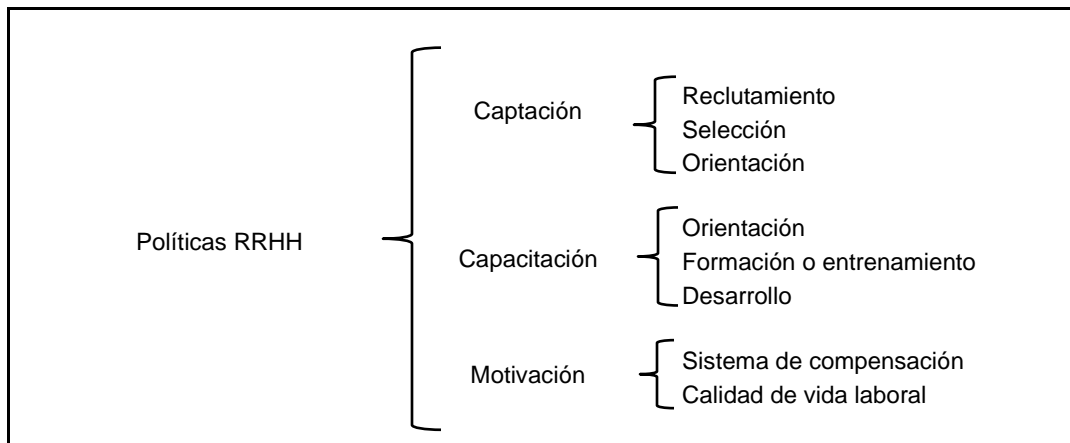 Políticas RRHH
Captación
Reclutamiento
Selección
Orientación
Capacitación
Orientación
Formación o entrenamiento
Desarrollo
Motivación
Sistema de compensación
Calidad de vida laboral